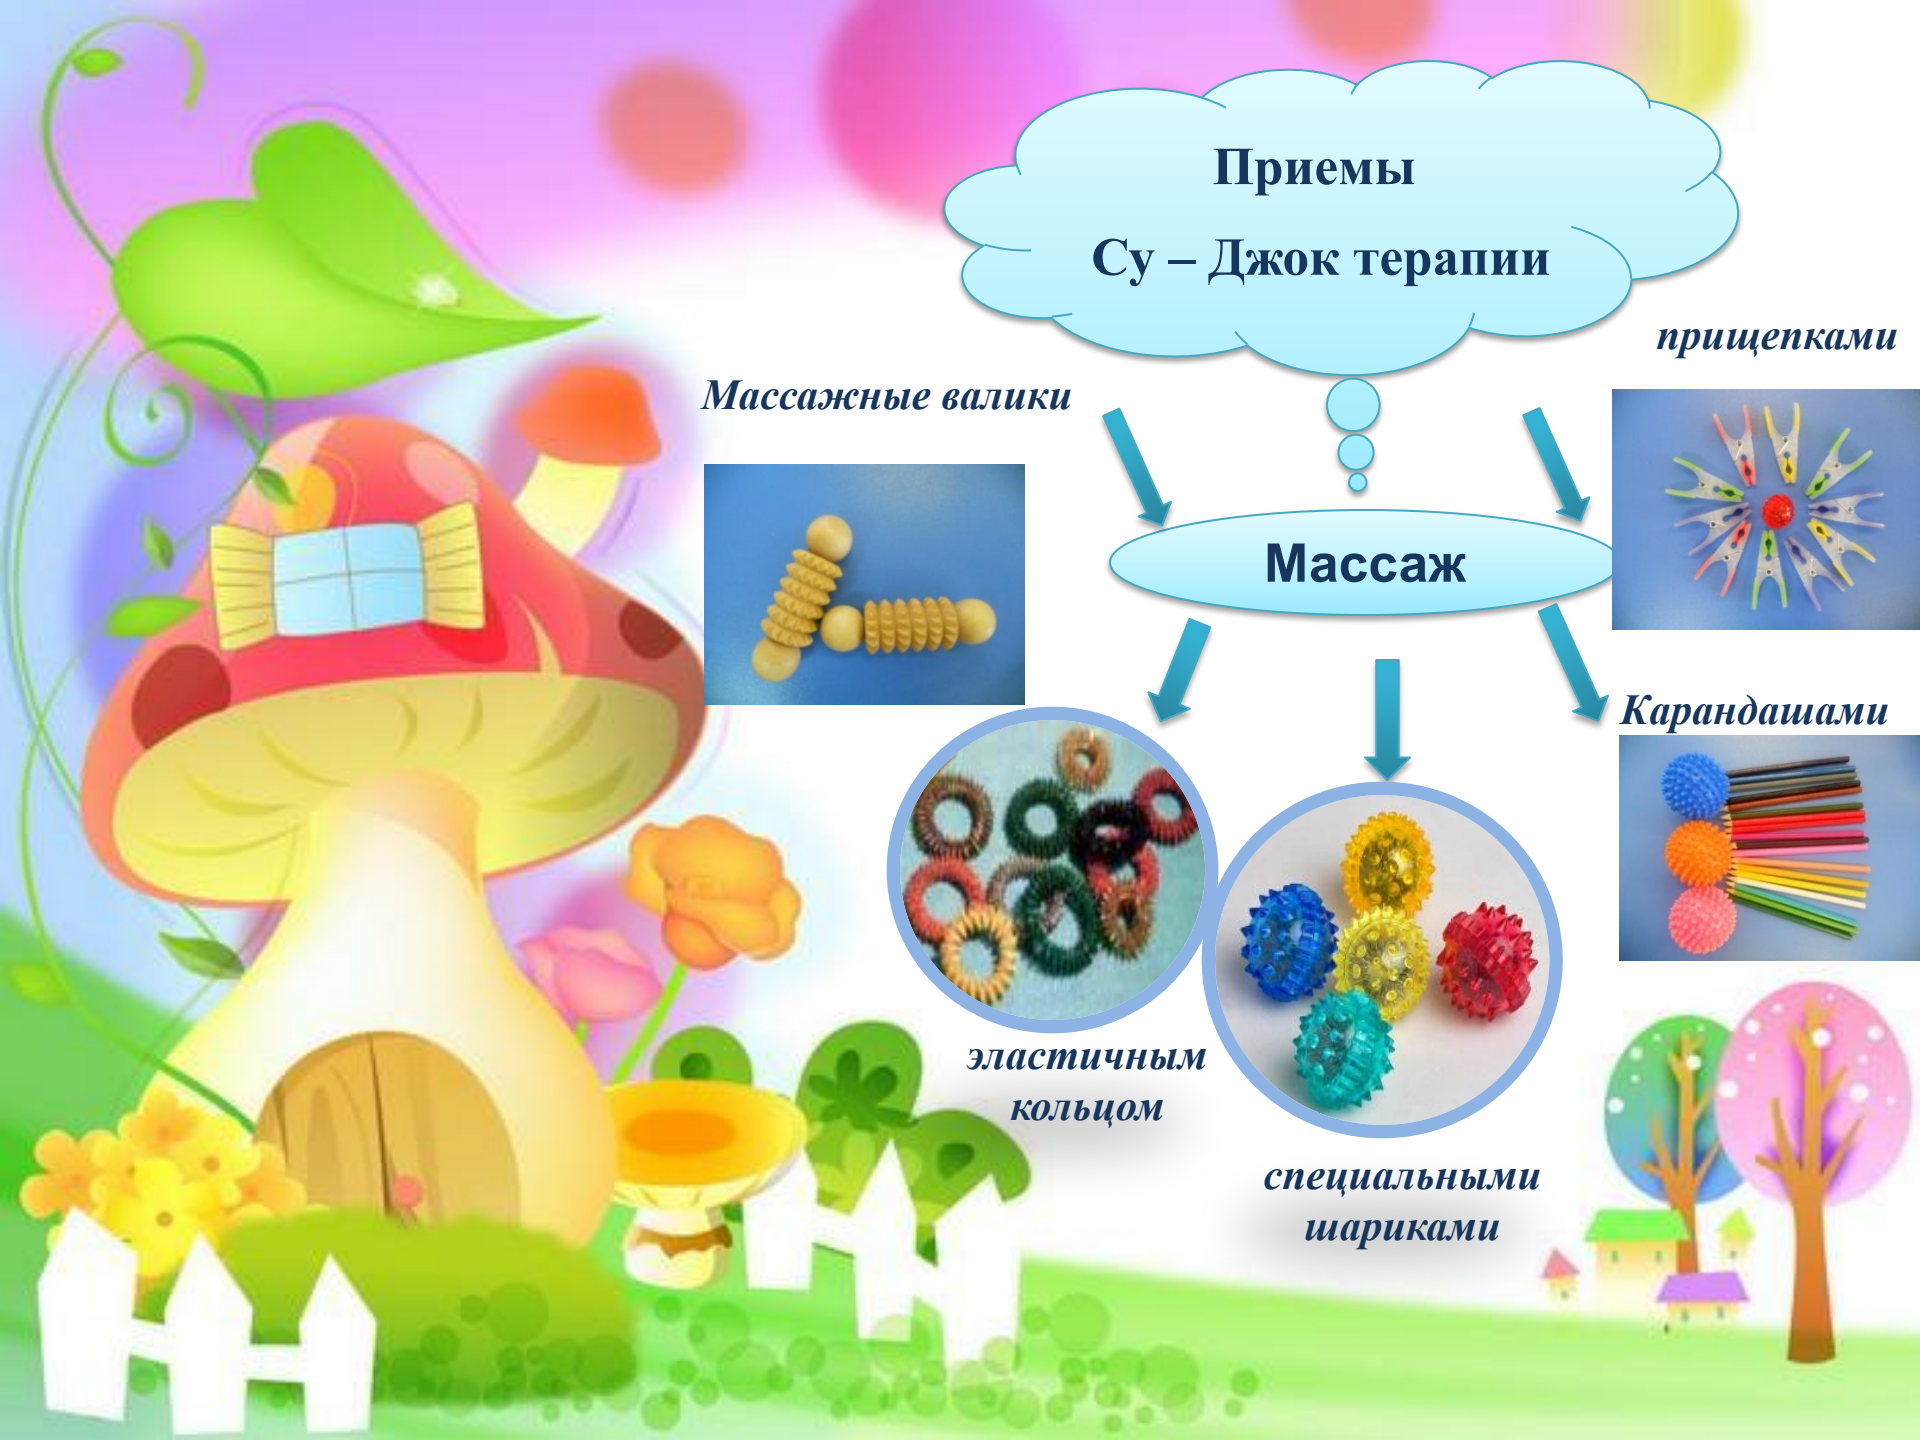 Приемы
Су – Джок терапии
прищепками
Массажные валики
Массаж
Карандашами
эластичным
кольцом
специальными
шариками